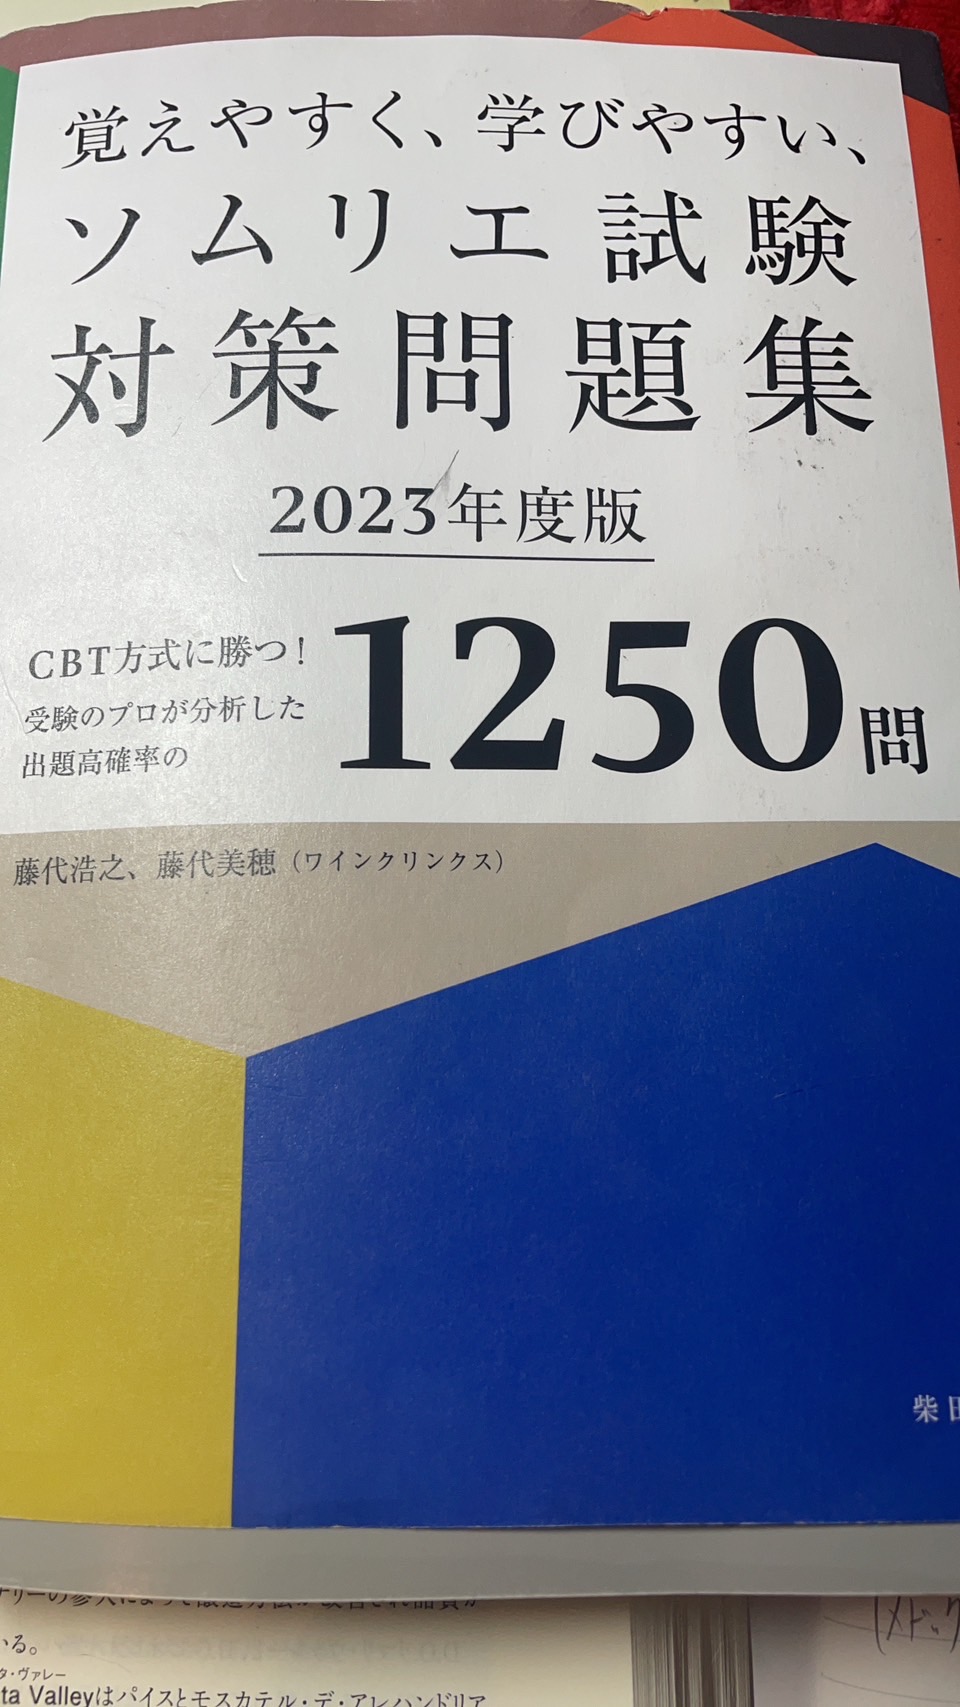 覚えやすく、学びやすい、
ソムリエ試験
対策問題集
2023年度版
CBT方式に勝つ!
受験のプロが分析した
出題高確率の
1250問
藤代浩之、藤代美穂（ワインクリンクス）
柴田
いる。
タ・ヴァレー
ta Valleyはパイスとモスカテル・デ・アレハンドリア